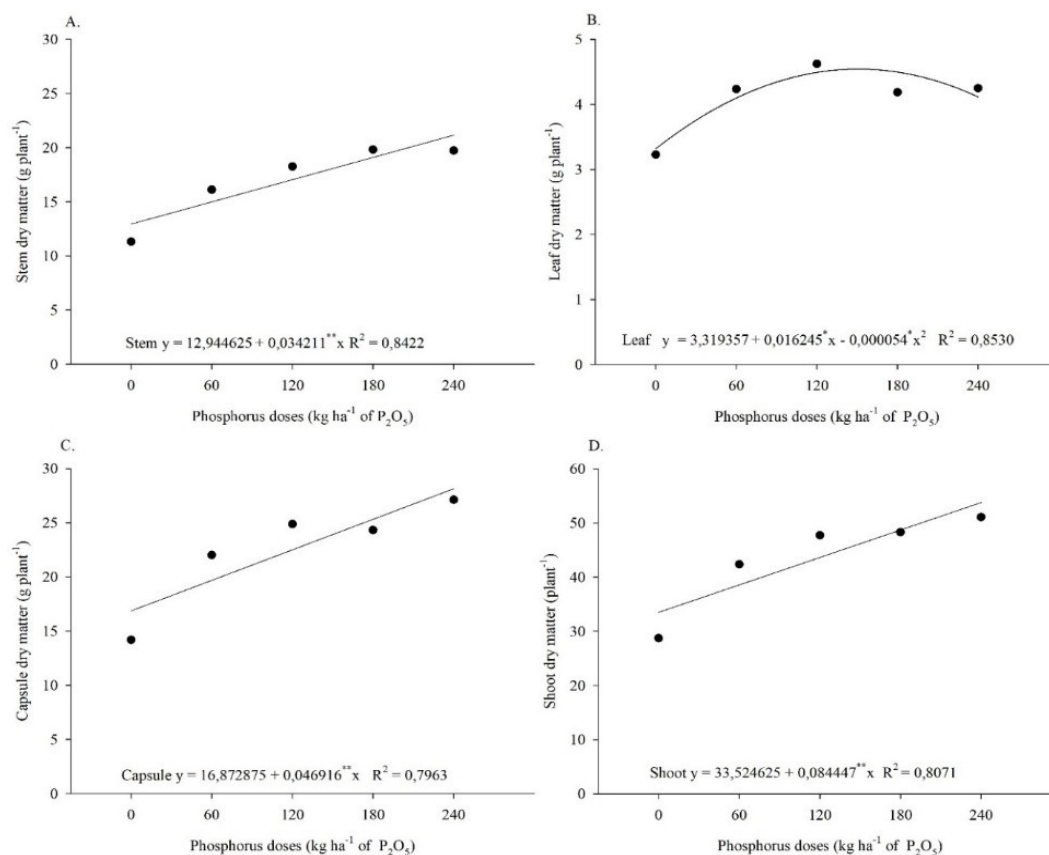 A.
30
25
20
15
10
5
0
Stem dry matter (g plant⁻¹)
Stem y = 12,944625 + 0,034211**x R² = 0,8422
0 60 120 180 240
Phosphorus doses (kg ha⁻¹ of P₂O₅)
B.
5
4
3
2
1
0
Leaf dry matter (g plant⁻¹)
Leaf y = 3,319357 + 0,016245*x - 0,000054*x² R² = 0,8530
0 60 120 180 240
Phosphorus doses (kg ha⁻¹ of P₂O₅)
C.
30
25
20
15
10
5
0
Capsule dry matter (g plant⁻¹)
Capsule y = 16,872875 + 0,046916**x R² = 0,7963
0 60 120 180 240
Phosphorus doses (kg ha⁻¹ of P₂O₅)
D.
60
50
40
30
20
10
0
Shoot dry matter (plant⁻¹)
Shoot y = 33,524625 + 0,084447**x R² = 0,8071
0 60 120 180 240
Phosphorus doses (kg ha⁻¹ of P₂O₅)